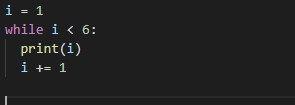 i = 1
while i < 6:
  print(i)
  i += 1